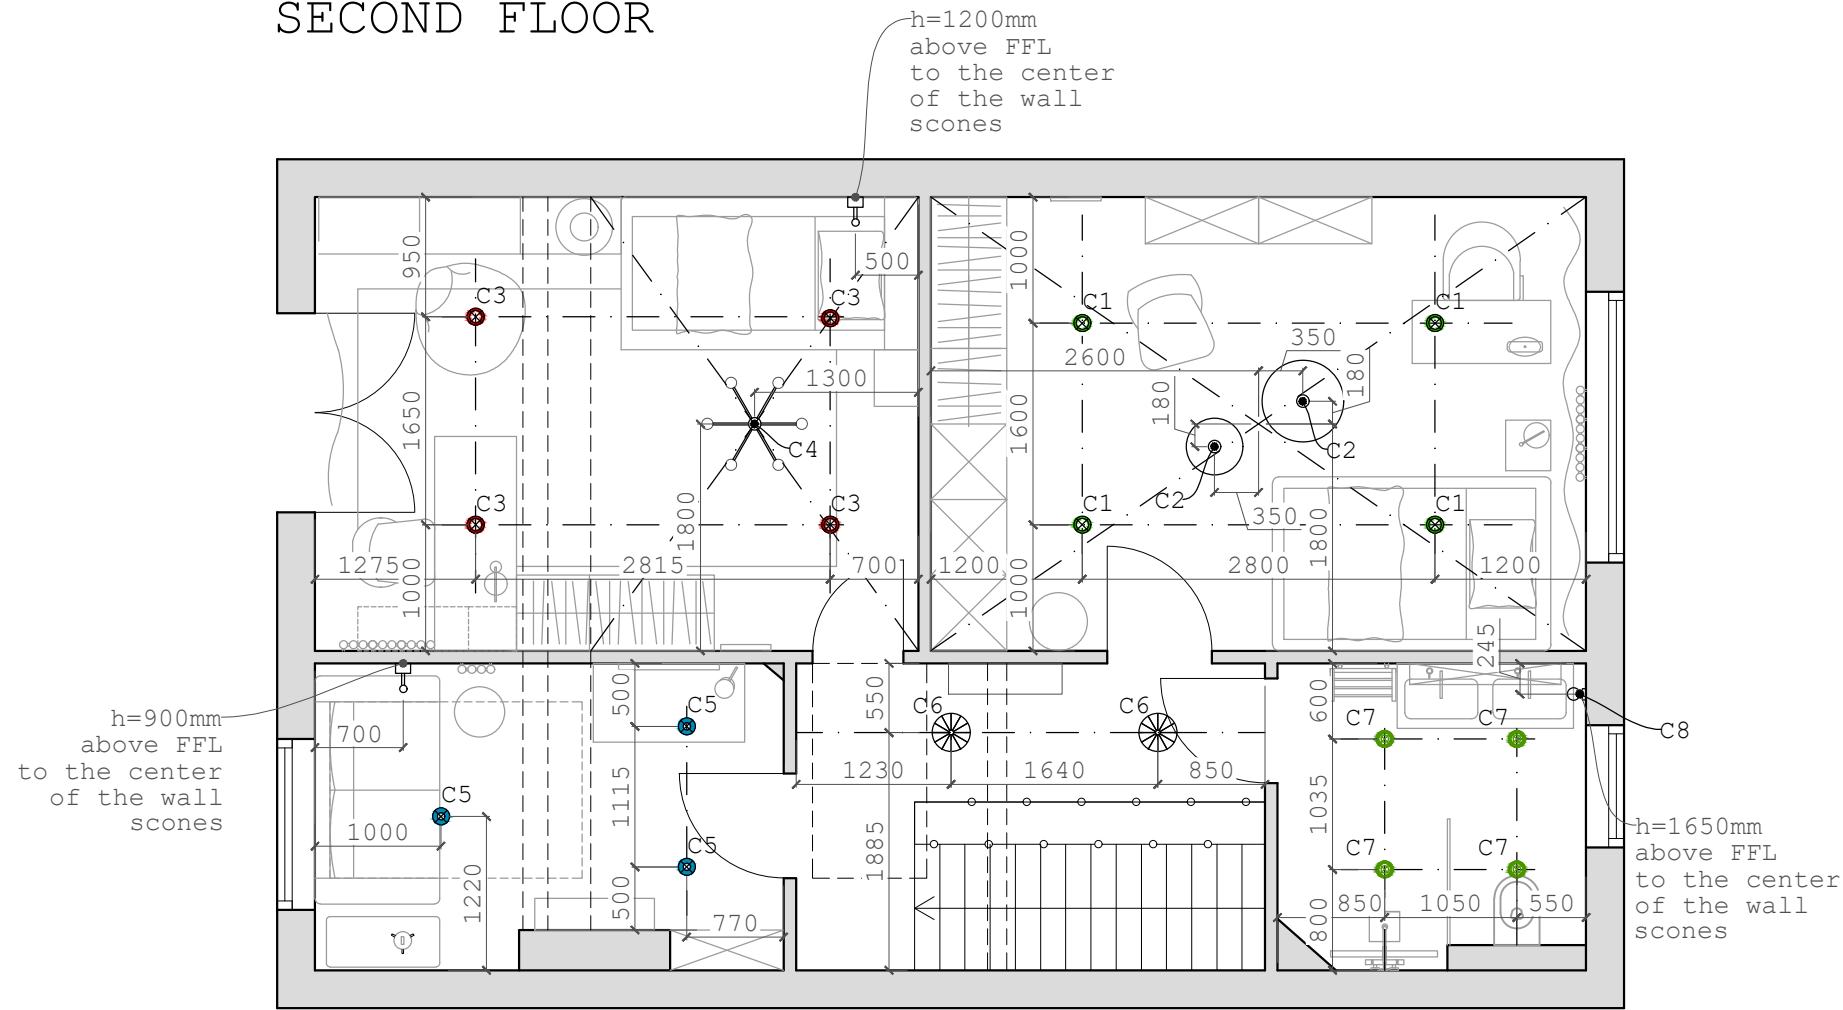 SECOND FLOOR
h=1200mm
above FFL
to the center
of the wall
scones
950
500
1000
C3
C3
C1
C1
350
2600
180
1300
180
1650
1600
C4
C2
C2
C3
C3
1800
C1
350
C1
1800
1275
2815
700
1200
2800
1200
1000
1000
245
h=900mm
above FFL
to the center
of the wall
scones
700
500
C5
550
C6
C6
600
C7
C7
C8
1230
1640
850
C5
1115
1035
1000
C5
1885
C7
C7
h=1650mm
above FFL
to the center
of the wall
scones
1220
500
770
850
1050
550
800